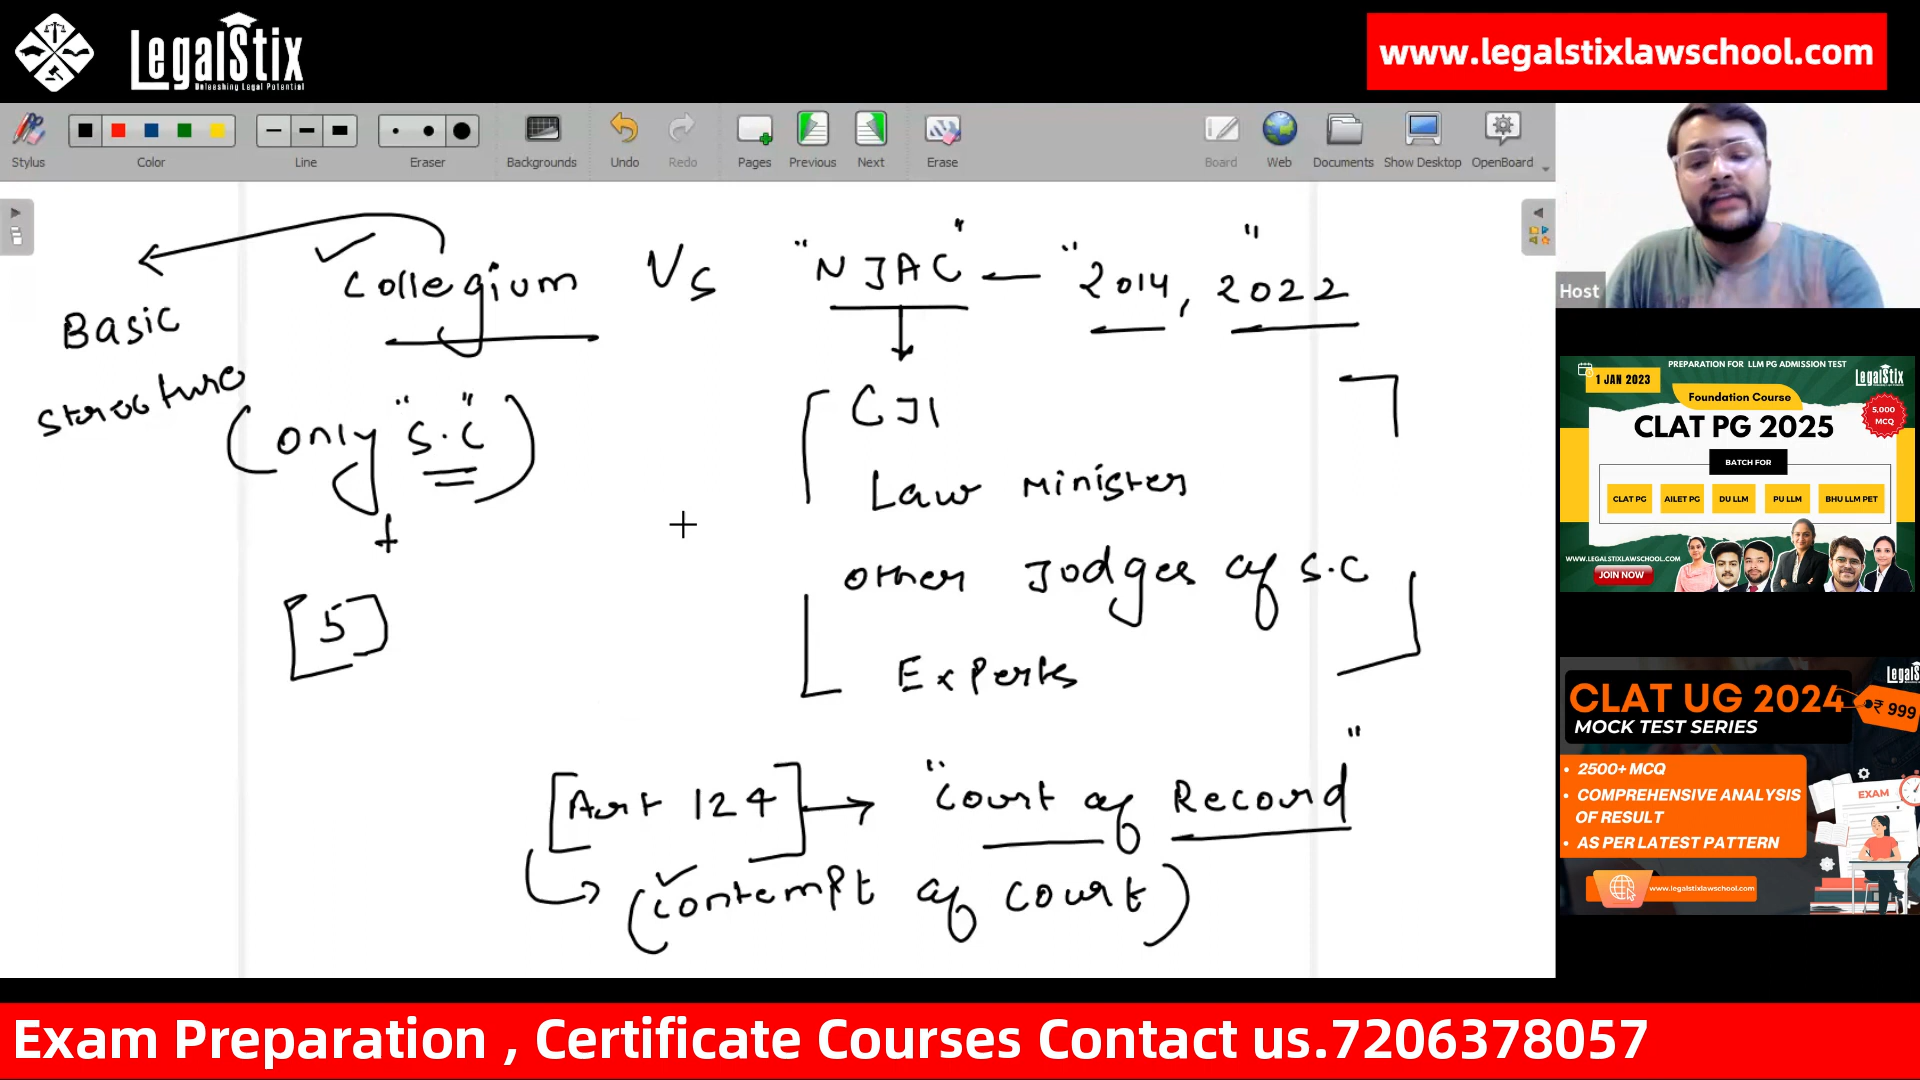 LegalStix
Unleashing Legal Potential
www.legalstixlawschool.com
Stylus
Color
Line
Eraser
Backgrounds
Undo
Redo
Pages
Previous
Next
Erase
Board
Web
Documents
Show Desktop
OpenBoard
Collegium Vs "NJAC" ← "2014, 2022"
Basic
structure
(only "S.C")
+
[5]
CJI
Law Minister
other Judges of S.C
Experts
[Art 124] → "Court of Record"
(contempt of court)
Host
PREPARATION FOR LLM PG ADMISSION TEST
LegalStix
1 JAN 2023
Foundation Course
5,000
MCQ
CLAT PG 2025
BATCH FOR
CLAT PG
AILET PG
DU LLM
PU LLM
BHU LLM PET
WWW.LEGALSTIXLAWSCHOOL.COM
JOIN NOW
CLAT UG 2024
₹ 999
MOCK TEST SERIES
• 2500+ MCQ
• COMPREHENSIVE ANALYSIS
OF RESULT
• AS PER LATEST PATTERN
EXAM
www.legalstixlawschool.com
Exam Preparation , Certificate Courses Contact us.7206378057